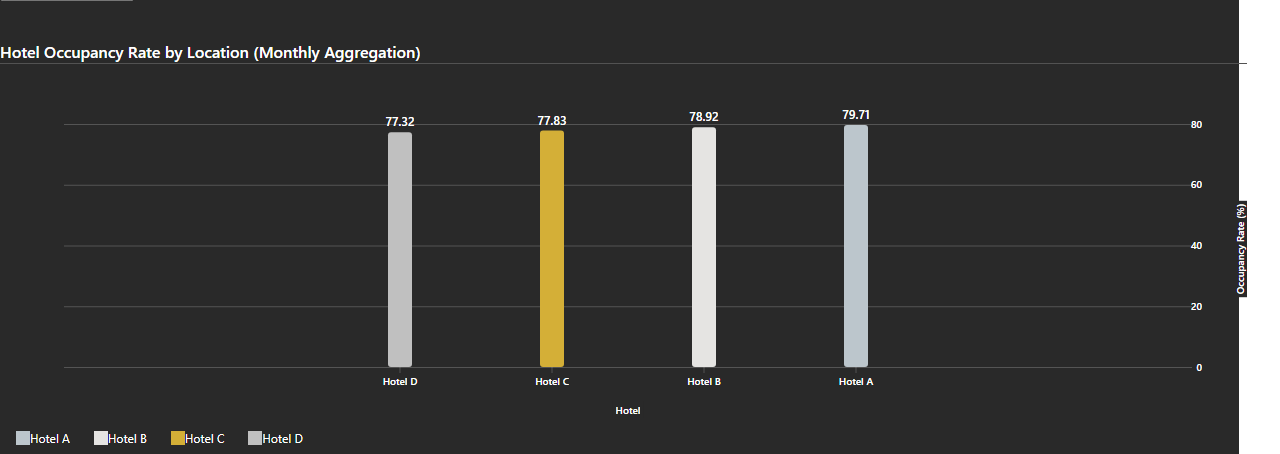 Hotel Occupancy Rate by Location (Monthly Aggregation)
77.32
77.83
78.92
79.71
80
60
40
20
0
Occupancy Rate (%)
Hotel D
Hotel C
Hotel B
Hotel A
Hotel
Hotel A
Hotel B
Hotel C
Hotel D